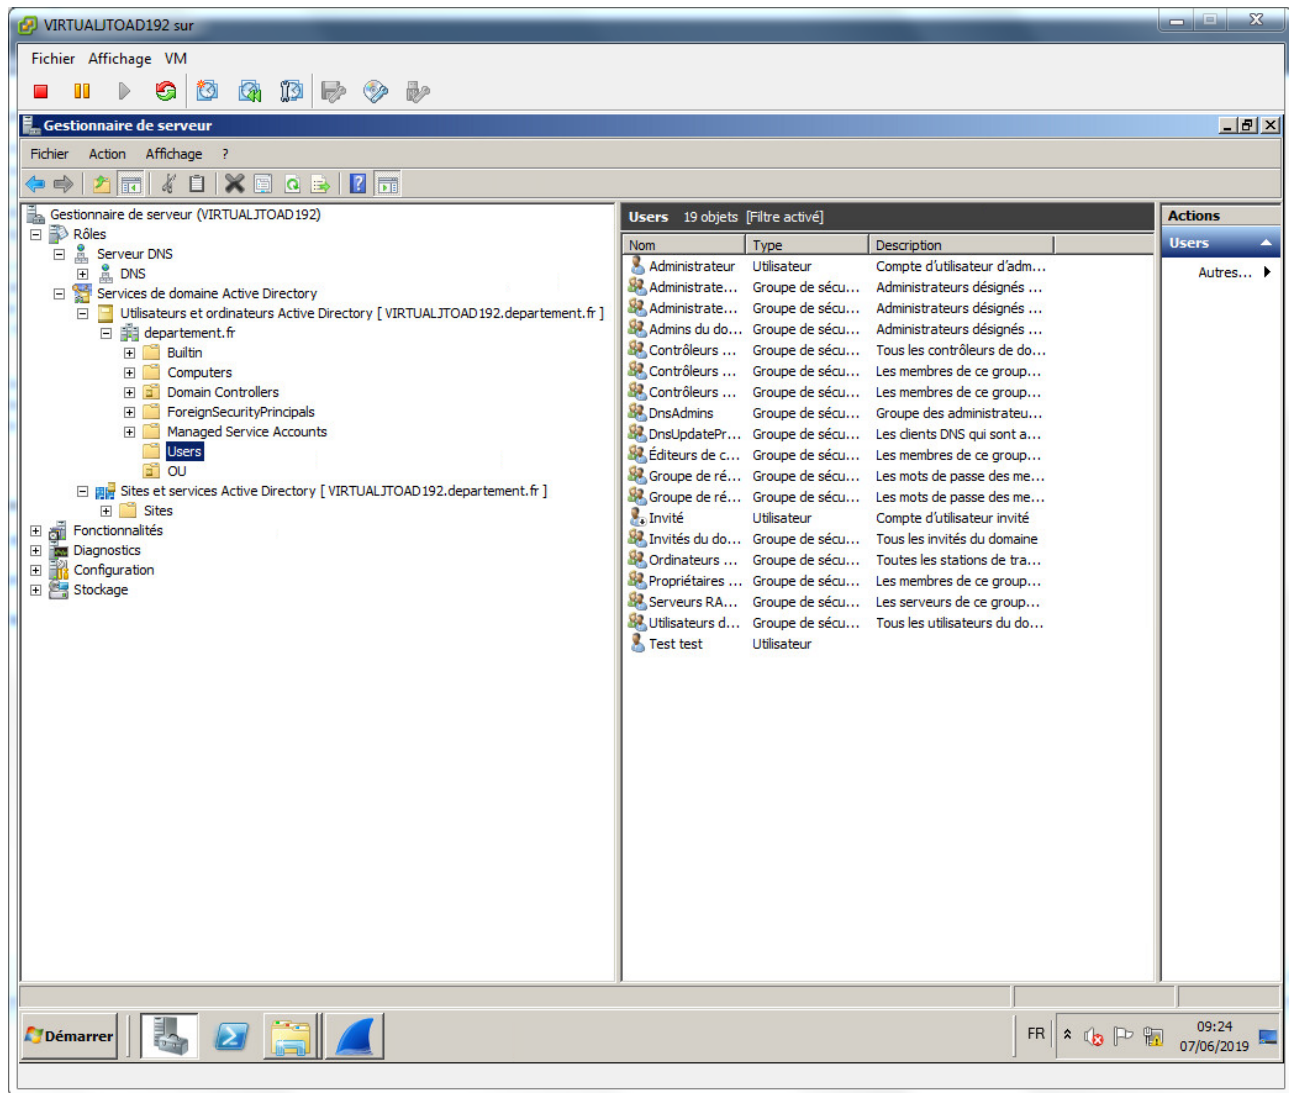 VIRTUALJTOAD192 sur
Fichier Affichage VM
Gestionnaire de serveur
Fichier Action Affichage ?
Gestionnaire de serveur (VIRTUALJTOAD192)
Rôles
Serveur DNS
DNS
Services de domaine Active Directory
Utilisateurs et ordinateurs Active Directory [ VIRTUALJTOAD192.departement.fr ]
departement.fr
Builtin
Computers
Domain Controllers
ForeignSecurityPrincipals
Managed Service Accounts
Users
OU
Sites et services Active Directory [ VIRTUALJTOAD192.departement.fr ]
Sites
Fonctionnalités
Diagnostics
Configuration
Stockage
Users 19 objets [Filtre activé]
Nom Type Description
Administrateur Utilisateur Compte d'utilisateur d'adm...
Administrate... Groupe de sécu... Administrateurs désignés ...
Administrate... Groupe de sécu... Administrateurs désignés ...
Admins du do... Groupe de sécu... Administrateurs désignés ...
Contrôleurs ... Groupe de sécu... Tous les contrôleurs de do...
Contrôleurs ... Groupe de sécu... Les membres de ce group...
Contrôleurs ... Groupe de sécu... Les membres de ce group...
DnsAdmins Groupe de sécu... Groupe des administrateu...
DnsUpdatePr... Groupe de sécu... Les clients DNS qui sont a...
Éditeurs de c... Groupe de sécu... Les membres de ce group...
Groupe de ré... Groupe de sécu... Les mots de passe des me...
Groupe de ré... Groupe de sécu... Les mots de passe des me...
Invité Utilisateur Compte d'utilisateur invité
Invités du do... Groupe de sécu... Tous les invités du domaine
Ordinateurs ... Groupe de sécu... Toutes les stations de tra...
Propriétaires ... Groupe de sécu... Les membres de ce group...
Serveurs RA... Groupe de sécu... Les serveurs de ce group...
Utilisateurs d... Groupe de sécu... Tous les utilisateurs du do...
Test test Utilisateur
Actions
Users
Autres...
Démarrer
FR
09:24
07/06/2019